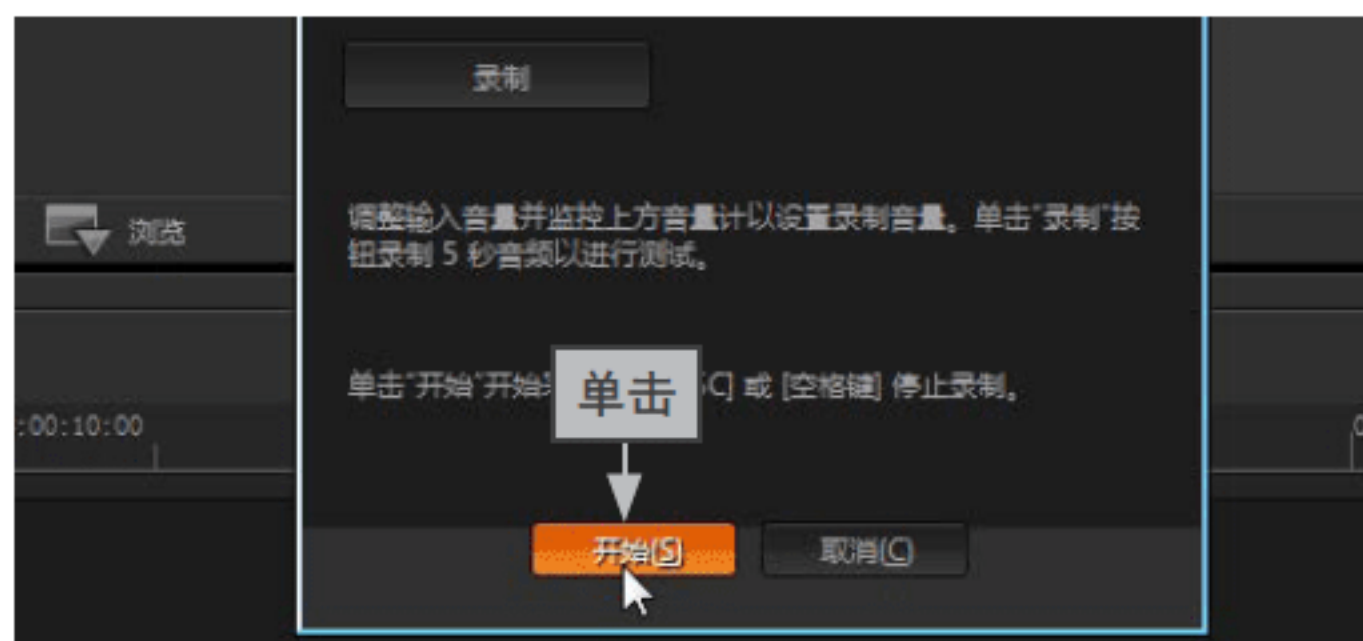 录制
浏览
调整输入音量并监控上方音量计以设置录制音量。单击"录制"按
钮录制 5 秒音频以进行测试。
单击"开始"开始 C] 或 [空格键] 停止录制。
单击
:00:10:00
开始(S)
取消(C)